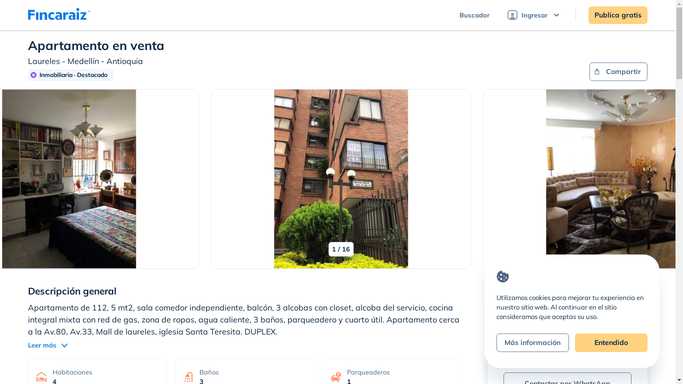 Fincaraiz
Buscador
Ingresar
Publica gratis
Apartamento en venta
Laureles - Medellín - Antioquia
Inmobiliaria · Destacado
Compartir
1 / 16
Descripción general
Apartamento de 112, 5 mt2, sala comedor independiente, balcón, 3 alcobas con closet, alcoba del servicio, cocina
integral mixta con red de gas, zona de ropas, agua caliente, 3 baños, parqueadero y cuarto útil. Apartamento cerca
a la Av.80, Av.33, Mall de laureles, iglesia Santa Teresita. DUPLEX.
Leer más
Habitaciones
4
Baños
3
Parqueaderos
1
Utilizamos cookies para mejorar tu experiencia en
nuestro sitio web. Al continuar en el sitio
consideramos que aceptas su uso.
Más información
Entendido
Contactar por WhatsApp